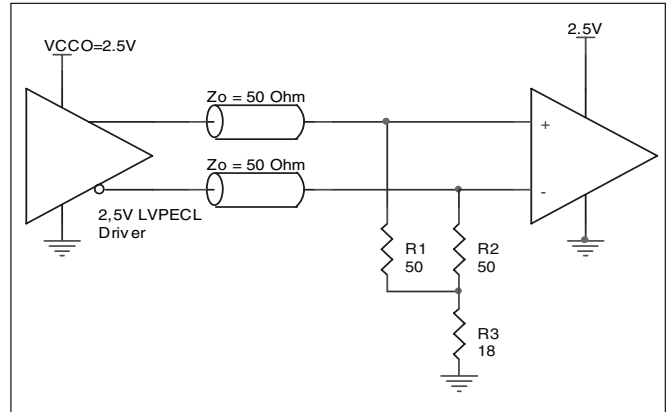 VCCO=2.5V
2.5V
Zo = 50 Ohm
+
Zo = 50 Ohm
-
2,5V LVPECL
Driver
R1
50
R2
50
R3
18